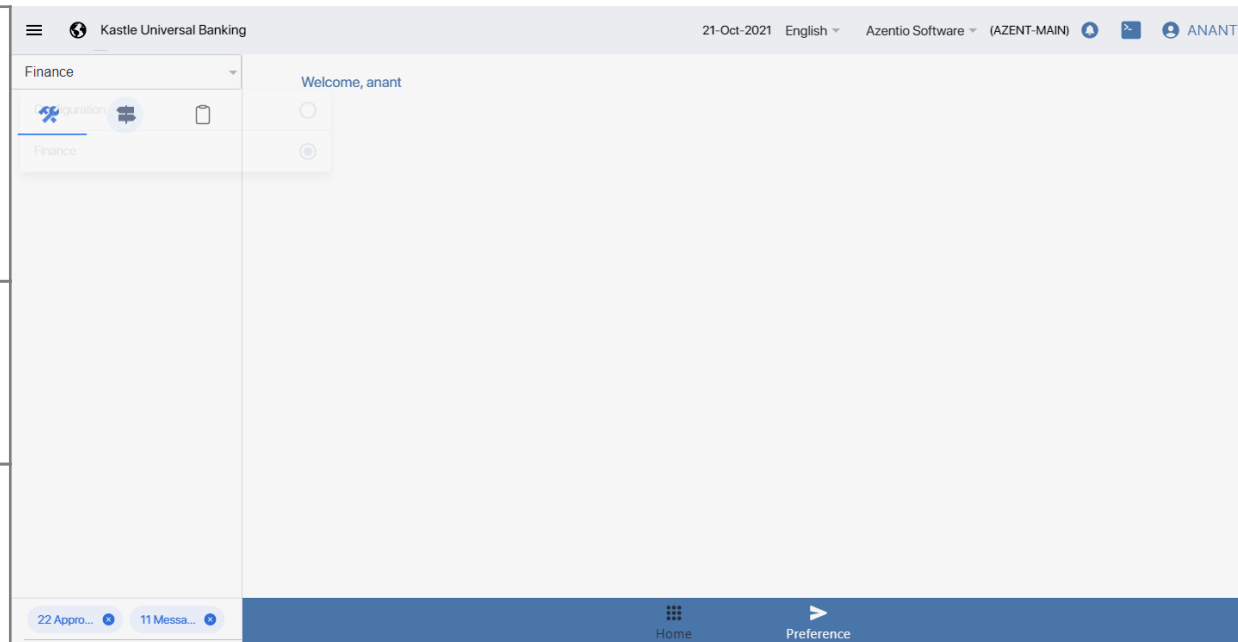 Kastle Universal Banking
21-Oct-2021 English Azentio Software (AZENT-MAIN) ANANT
Finance
Welcome, anant
Configuration
Finance
22 Appro... 11 Messa...
Home Preference